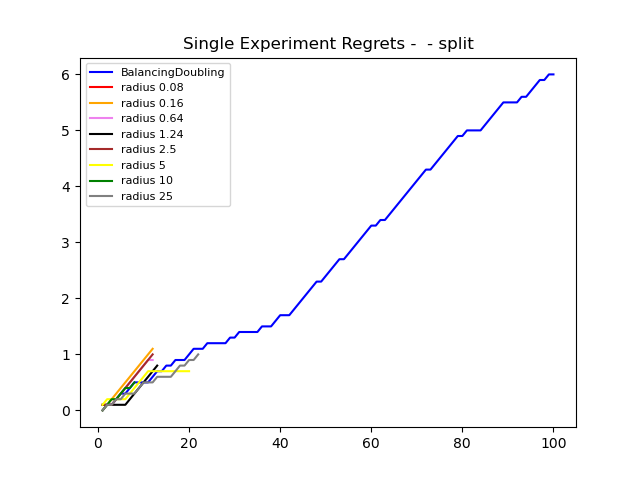 Single Experiment Regrets -  - split
BalancingDoubling
radius 0.08
radius 0.16
radius 0.64
radius 1.24
radius 2.5
radius 5
radius 10
radius 25
6
5
4
3
2
1
0
0 20 40 60 80 100